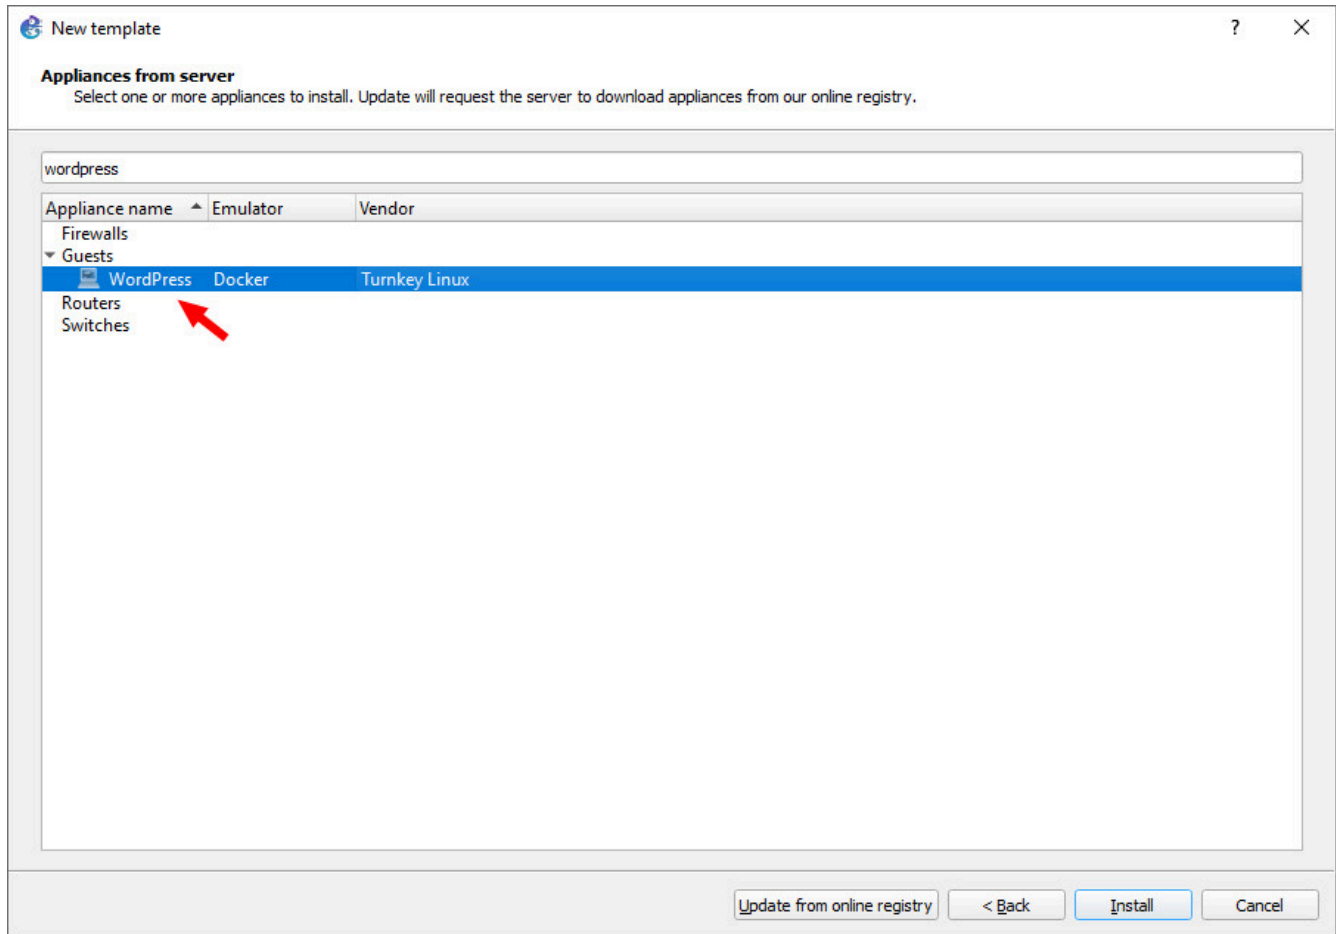 New template
Appliances from server
Select one or more appliances to install. Update will request the server to download appliances from our online registry.
wordpress
Appliance name Emulator Vendor
Firewalls
Guests
WordPress Docker Turnkey Linux
Routers
Switches
Update from online registry < Back Install Cancel